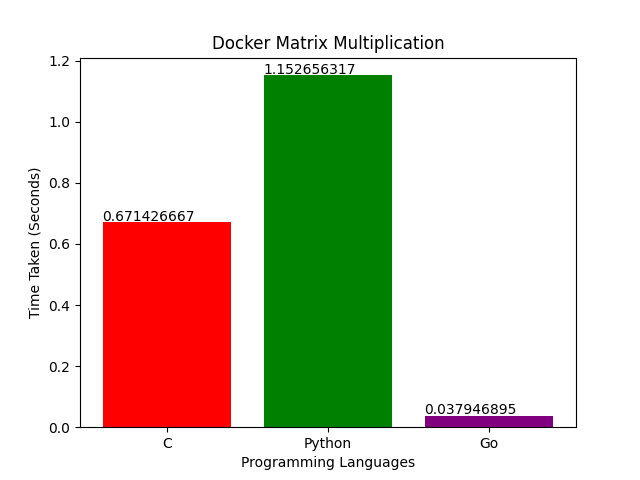 Docker Matrix Multiplication
1.2
1.0
0.8
0.6
0.4
0.2
0.0
Time Taken (Seconds)
0.671426667
1.152656317
0.037946895
C
Python
Go
Programming Languages